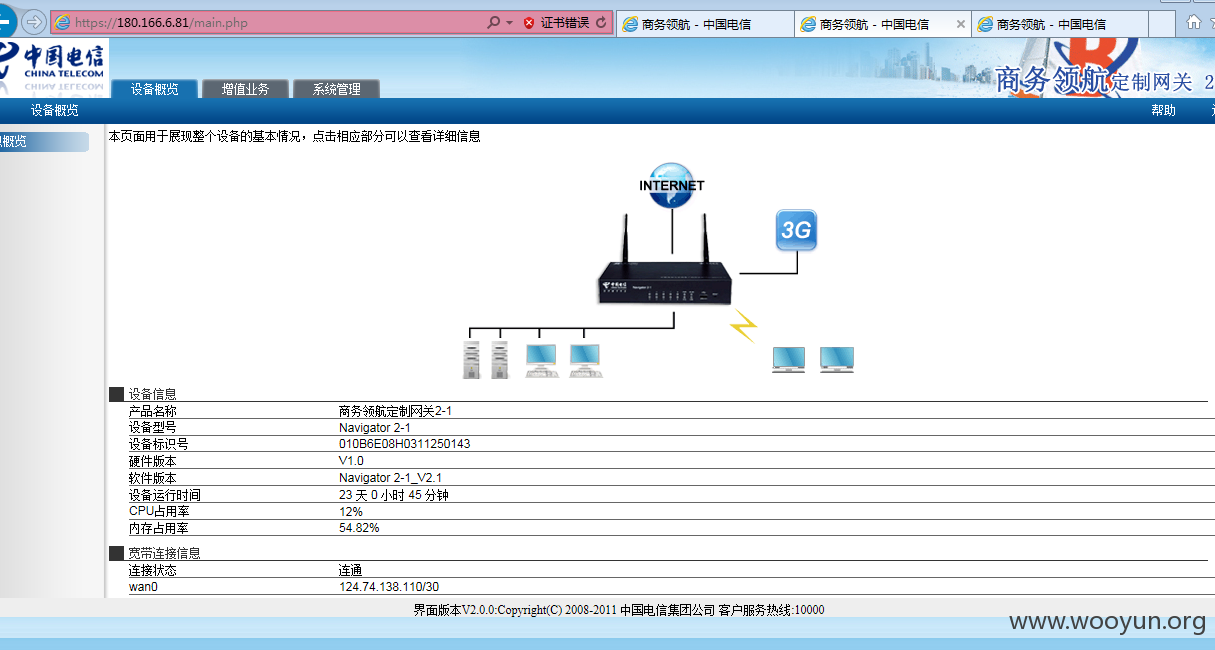 https://180.166.6.81/main.php 证书错误 商务领航 - 中国电信 商务领航 - 中国电信 商务领航 - 中国电信
中国电信
CHINA TELECOM
商务领航定制网关 2
设备概览 增值业务 系统管理
设备概览 帮助
概览
本页面用于展现整个设备的基本情况，点击相应部分可以查看详细信息
INTERNET
3G
中国电信
Navigator 2-1
设备信息
产品名称 商务领航定制网关2-1
设备型号 Navigator 2-1
设备标识号 010B6E08H0311250143
硬件版本 V1.0
软件版本 Navigator 2-1_V2.1
设备运行时间 23 天 0 小时 45 分钟
CPU占用率 12%
内存占用率 54.82%
宽带连接信息
连接状态 连通
wan0 124.74.138.110/30
界面版本V2.0.0:Copyright(C) 2008-2011 中国电信集团公司 客户服务热线:10000
www.wooyun.org